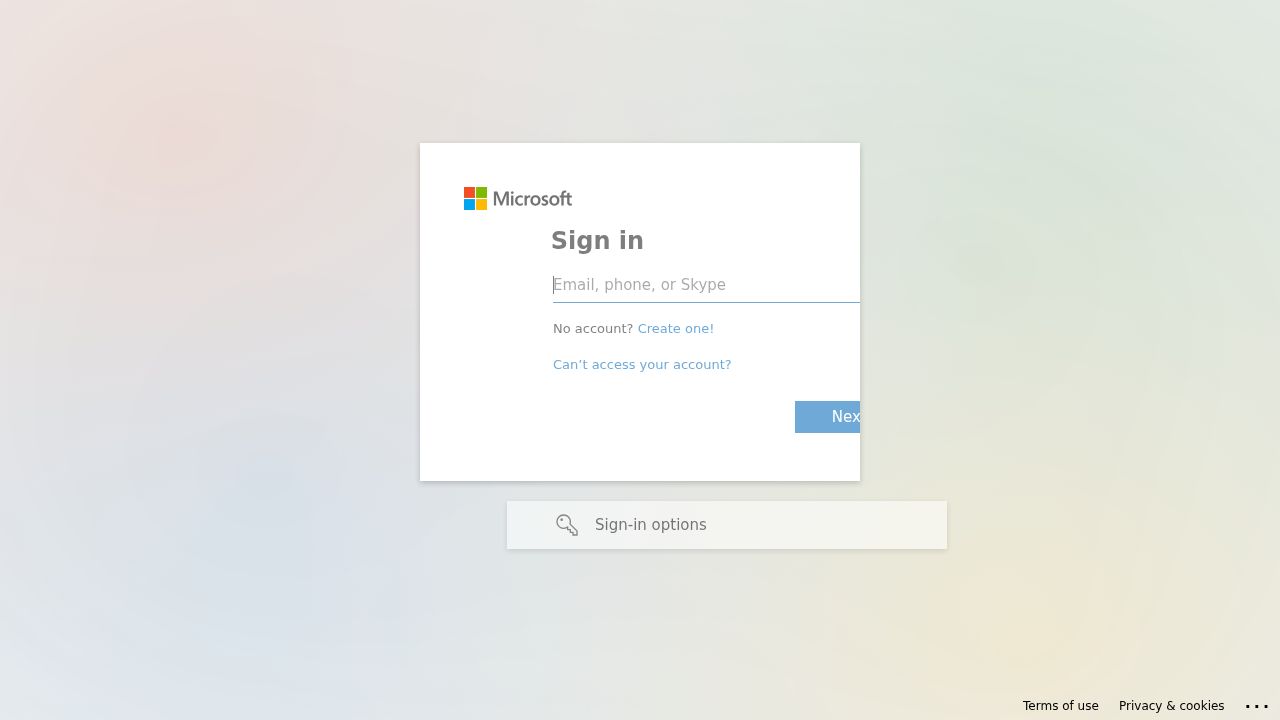 Microsoft
Sign in
Email, phone, or Skype
No account? Create one!
Can’t access your account?
Nex
Sign-in options
Terms of use Privacy & cookies ...